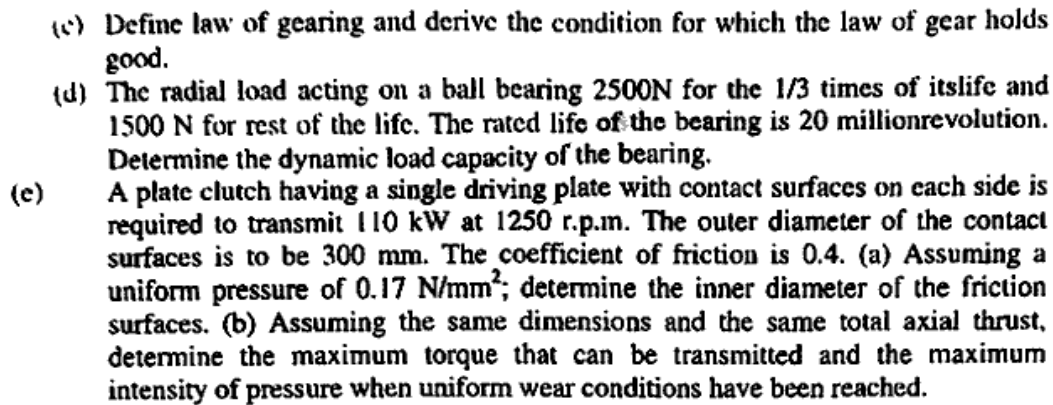 (c) Define law of gearing and derive the condition for which the law of gear holds
good.
(d) The radial load acting on a ball bearing 2500N for the 1/3 times of itslife and
1500 N for rest of the life. The rated life of the bearing is 20 millionrevolution.
Determine the dynamic load capacity of the bearing.
(e) A plate clutch having a single driving plate with contact surfaces on each side is
required to transmit 110 kW at 1250 r.p.m. The outer diameter of the contact
surfaces is to be 300 mm. The coefficient of friction is 0.4. (a) Assuming a
uniform pressure of 0.17 N/mm²; determine the inner diameter of the friction
surfaces. (b) Assuming the same dimensions and the same total axial thrust,
determine the maximum torque that can be transmitted and the maximum
intensity of pressure when uniform wear conditions have been reached.